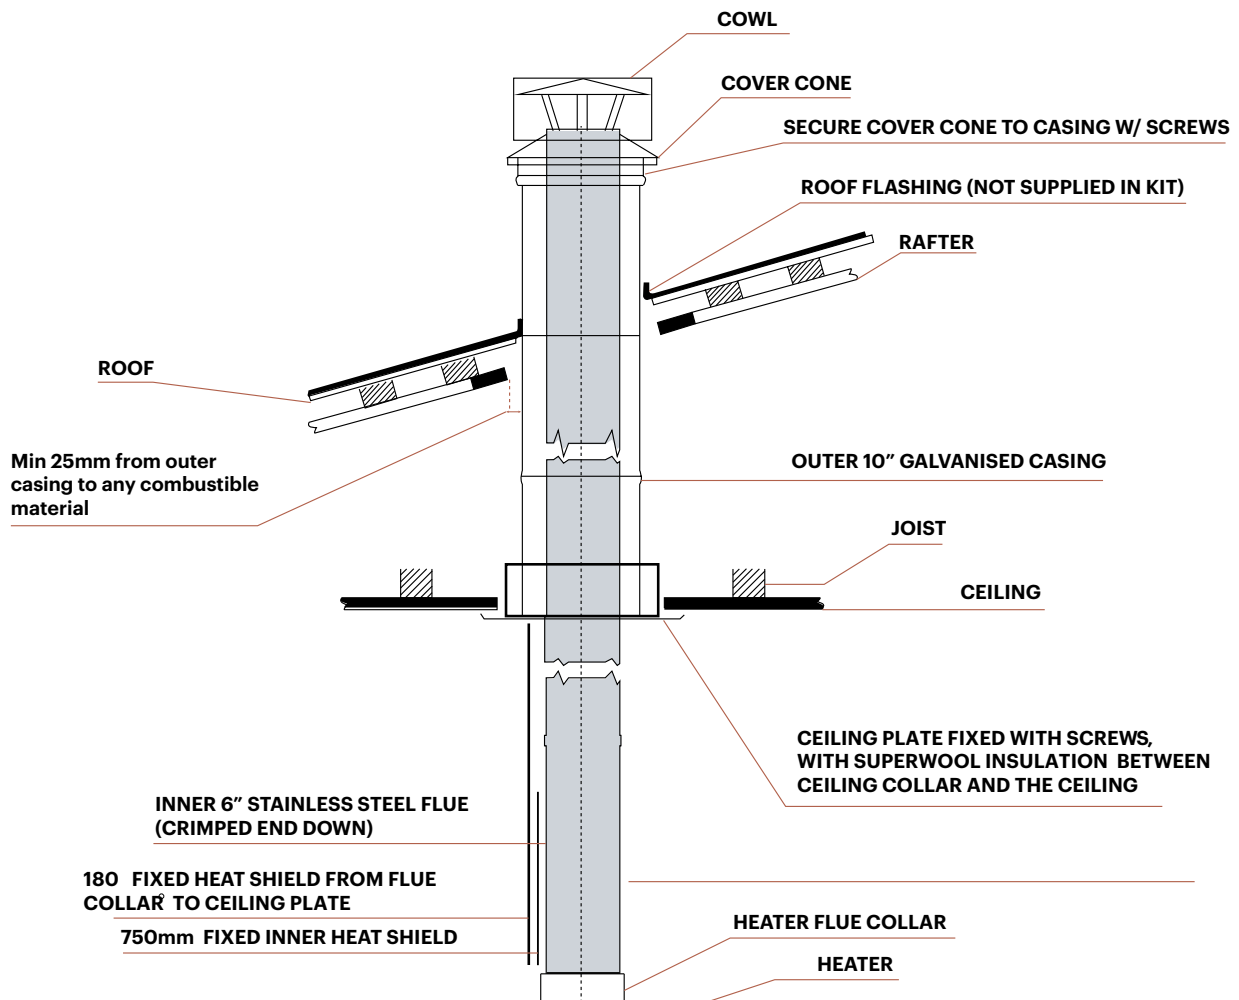 COWL
COVER CONE
SECURE COVER CONE TO CASING W/ SCREWS
ROOF FLASHING (NOT SUPPLIED IN KIT)
RAFTER
ROOF
Min 25mm from outer
casing to any combustible
material
OUTER 10” GALVANISED CASING
JOIST
CEILING
CEILING PLATE FIXED WITH SCREWS,
WITH SUPERWOOL INSULATION BETWEEN
CEILING COLLAR AND THE CEILING
INNER 6” STAINLESS STEEL FLUE
(CRIMPED END DOWN)
180 FIXED HEAT SHIELD FROM FLUE
COLLAR° TO CEILING PLATE
750mm FIXED INNER HEAT SHIELD
HEATER FLUE COLLAR
HEATER